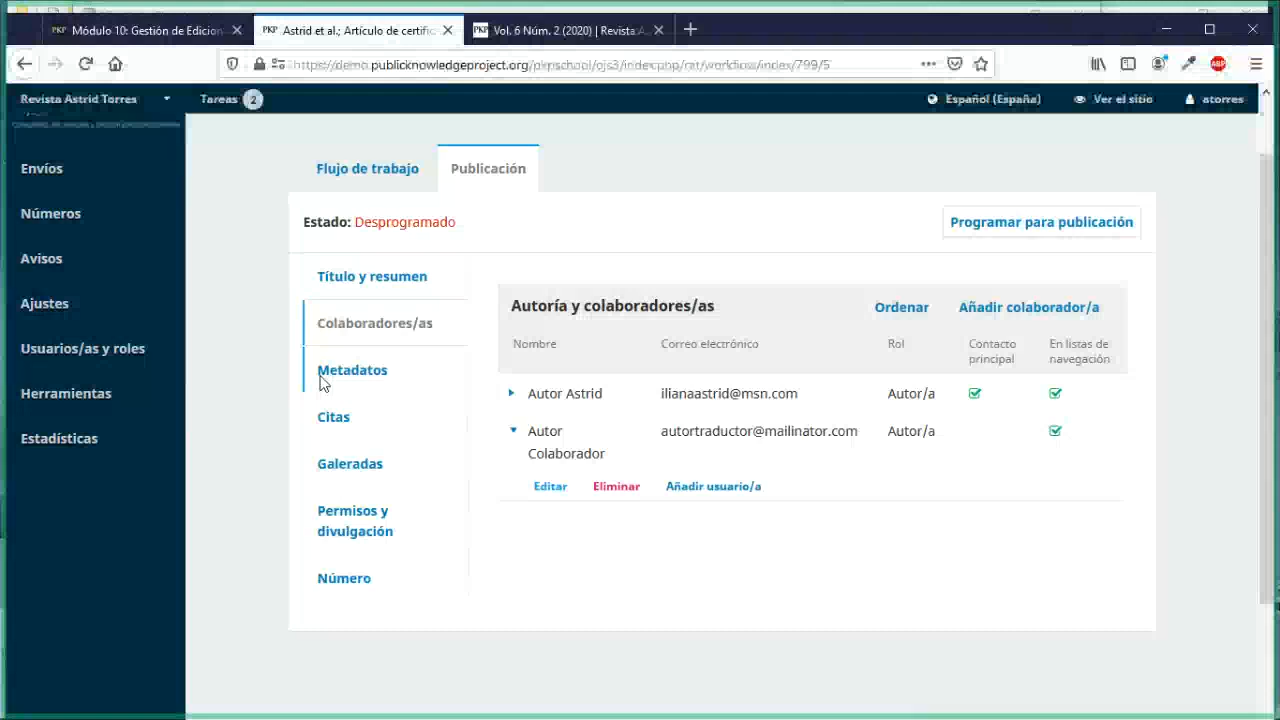 Módulo 10: Gestión de Edicion
Astrid et al.; Artículo de certific
Vol. 6 Núm. 2 (2020) | Revista A
https://demo.publicknowledgeproject.org/pknschool/ojs3/index.php/rat/workflow/index/799/5
Revista Astrid Torres
Tareas 2
Español (España)
Ver el sitio
atorres
Envíos
Números
Avisos
Ajustes
Usuarios/as y roles
Herramientas
Estadísticas
Flujo de trabajo
Publicación
Estado: Desprogramado
Programar para publicación
Título y resumen
Colaboradores/as
Metadatos
Citas
Galeradas
Permisos y
divulgación
Número
Autoría y colaboradores/as
Ordenar
Añadir colaborador/a
Nombre
Correo electrónico
Rol
Contacto
principal
En listas de
navegación
Autor Astrid
ilianaastrid@msn.com
Autor/a
Autor
Colaborador
autortraductor@mailinator.com
Autor/a
Editar
Eliminar
Añadir usuario/a